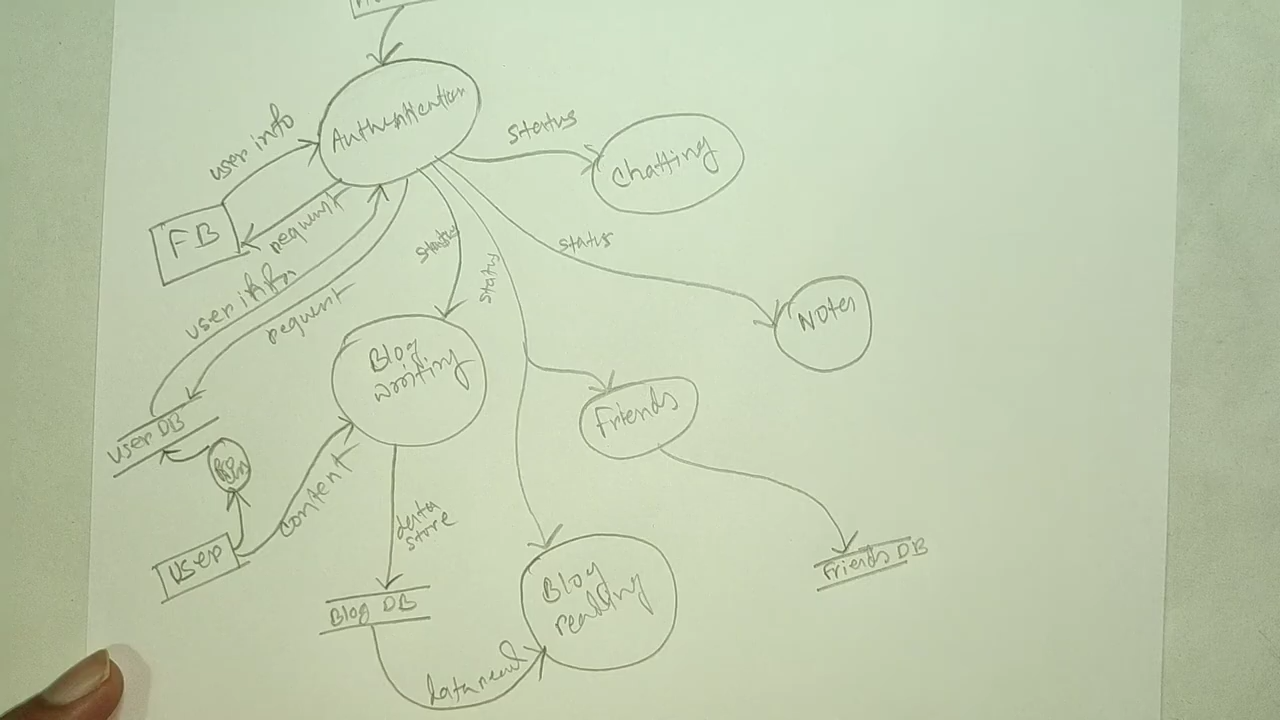 Authentication
user info
status
Chatting
FB
request
status
status
status
user info
request
Notes
Blog
writing
Friends
user DB
content
data
store
user
Friends DB
Blog DB
Blog
reading
data read